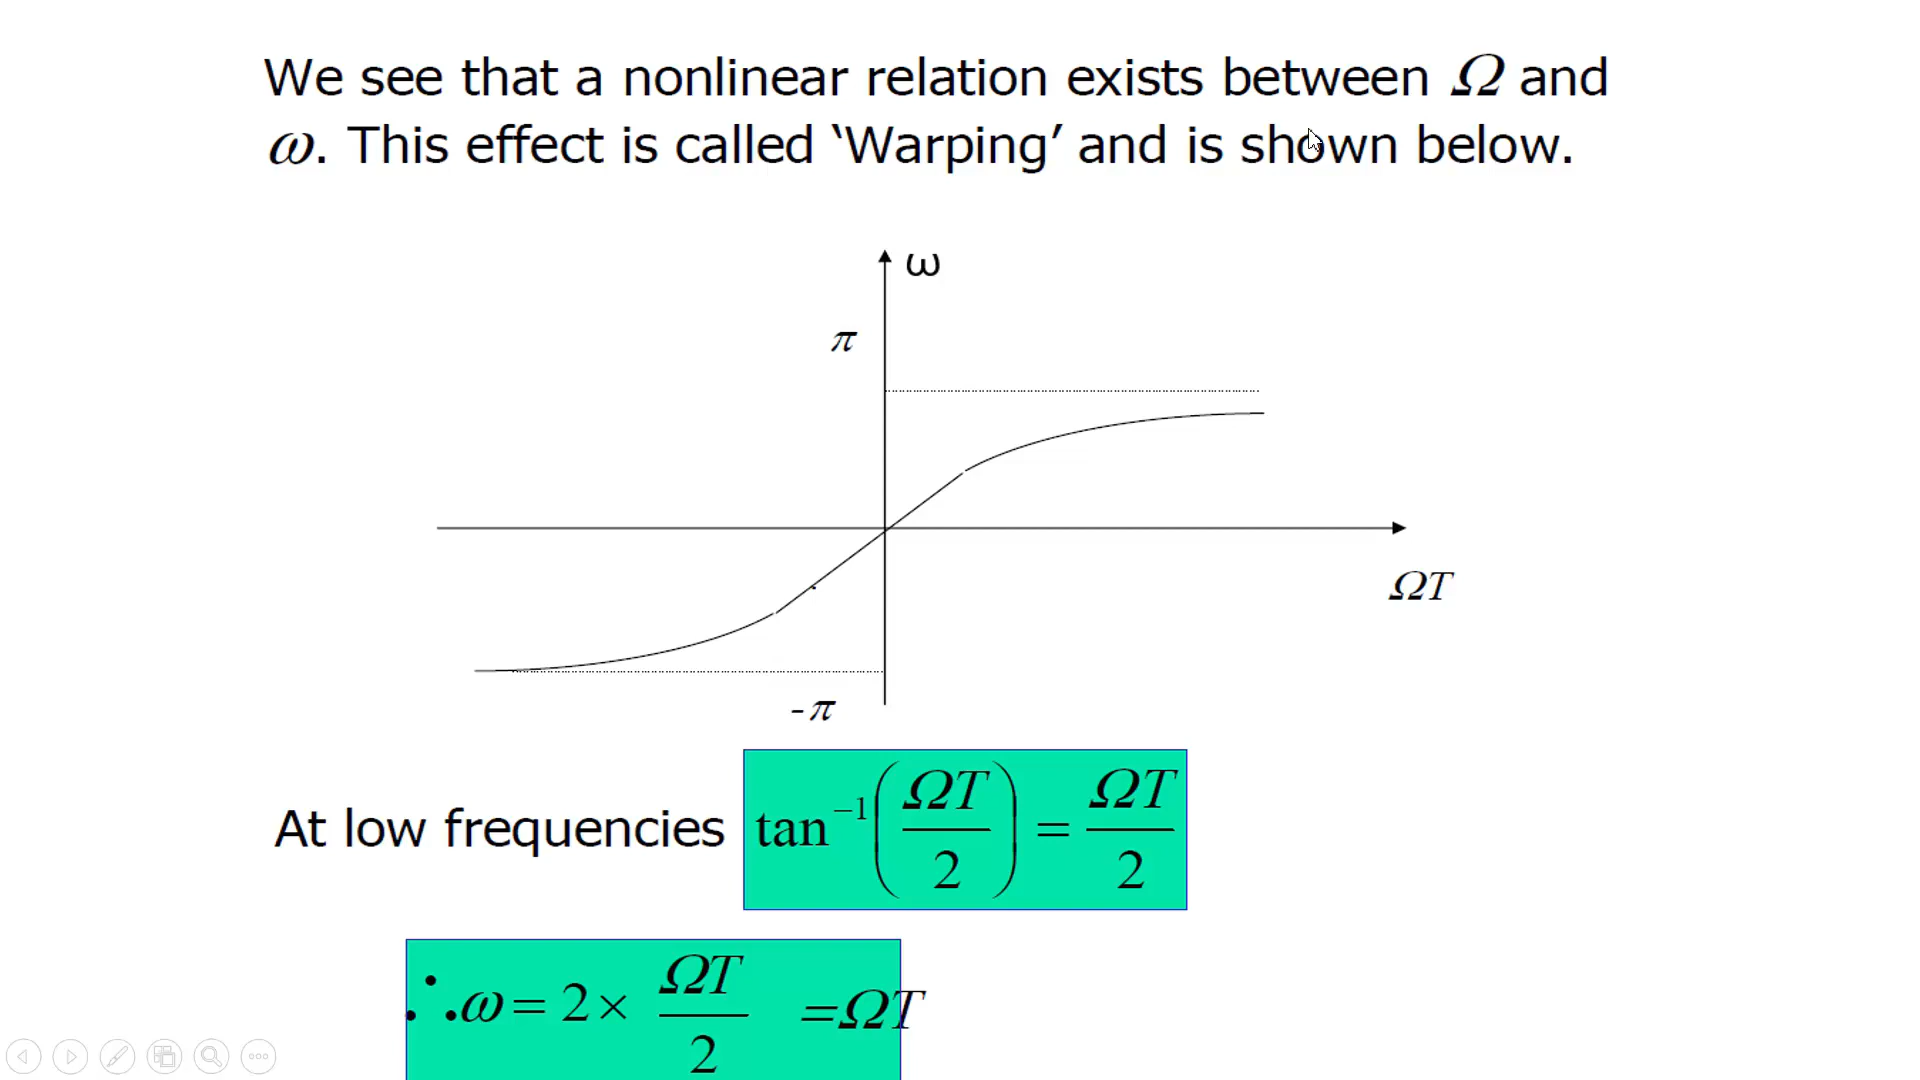 We see that a nonlinear relation exists between Ω and
ω. This effect is called ‘Warping’ and is shown below.
ω
π
ΩT
-π
At low frequencies tan⁻¹(ΩT/2) = ΩT/2
∴ω = 2× ΩT/2 =ΩT